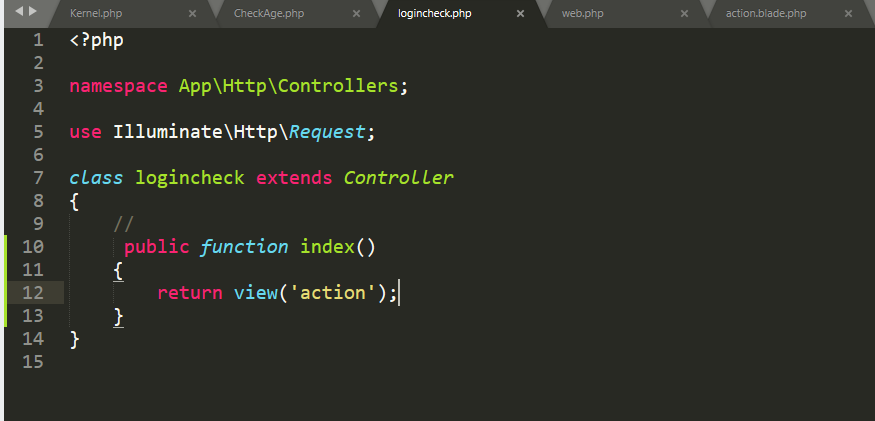 Kernel.php × CheckAge.php × logincheck.php × web.php × action.blade.php ×
1 <?php
2
3 namespace App\Http\Controllers;
4
5 use Illuminate\Http\Request;
6
7 class logincheck extends Controller
8 {
9     //
10      public function index()
11     {
12         return view('action');
13     }
14 }
15